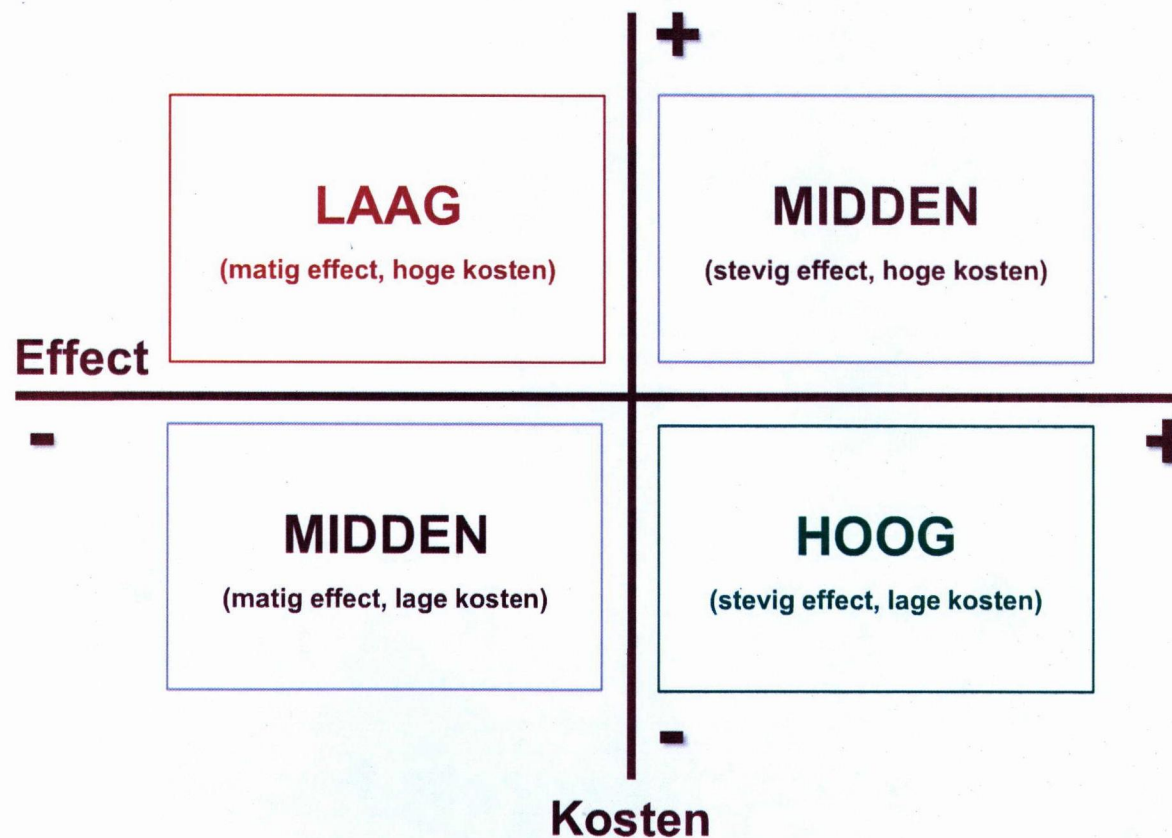 +
LAAG
(matig effect, hoge kosten)
MIDDEN
(stevig effect, hoge kosten)
Effect
-
+
MIDDEN
(matig effect, lage kosten)
HOOG
(stevig effect, lage kosten)
-
Kosten